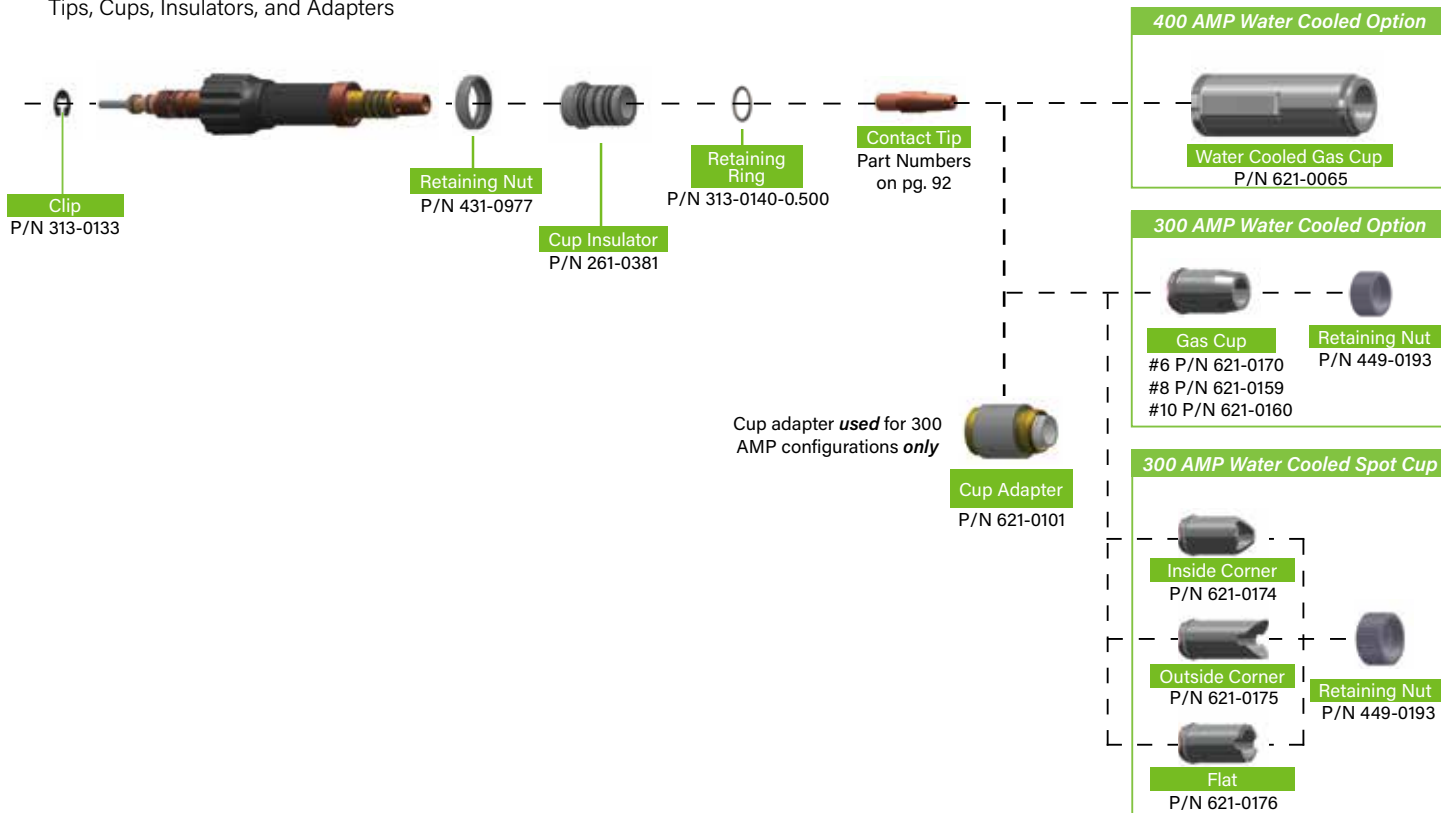 Tips, Cups, Insulators, and Adapters
Clip
P/N 313-0133
Retaining Nut
P/N 431-0977
Cup Insulator
P/N 261-0381
Retaining
Ring
P/N 313-0140-0.500
Contact Tip
Part Numbers
on pg. 92
400 AMP Water Cooled Option
Water Cooled Gas Cup
P/N 621-0065
300 AMP Water Cooled Option
Gas Cup
#6 P/N 621-0170
#8 P/N 621-0159
#10 P/N 621-0160
Retaining Nut
P/N 449-0193
Cup adapter used for 300
AMP configurations only
Cup Adapter
P/N 621-0101
300 AMP Water Cooled Spot Cup
Inside Corner
P/N 621-0174
Outside Corner
P/N 621-0175
Flat
P/N 621-0176
Retaining Nut
P/N 449-0193